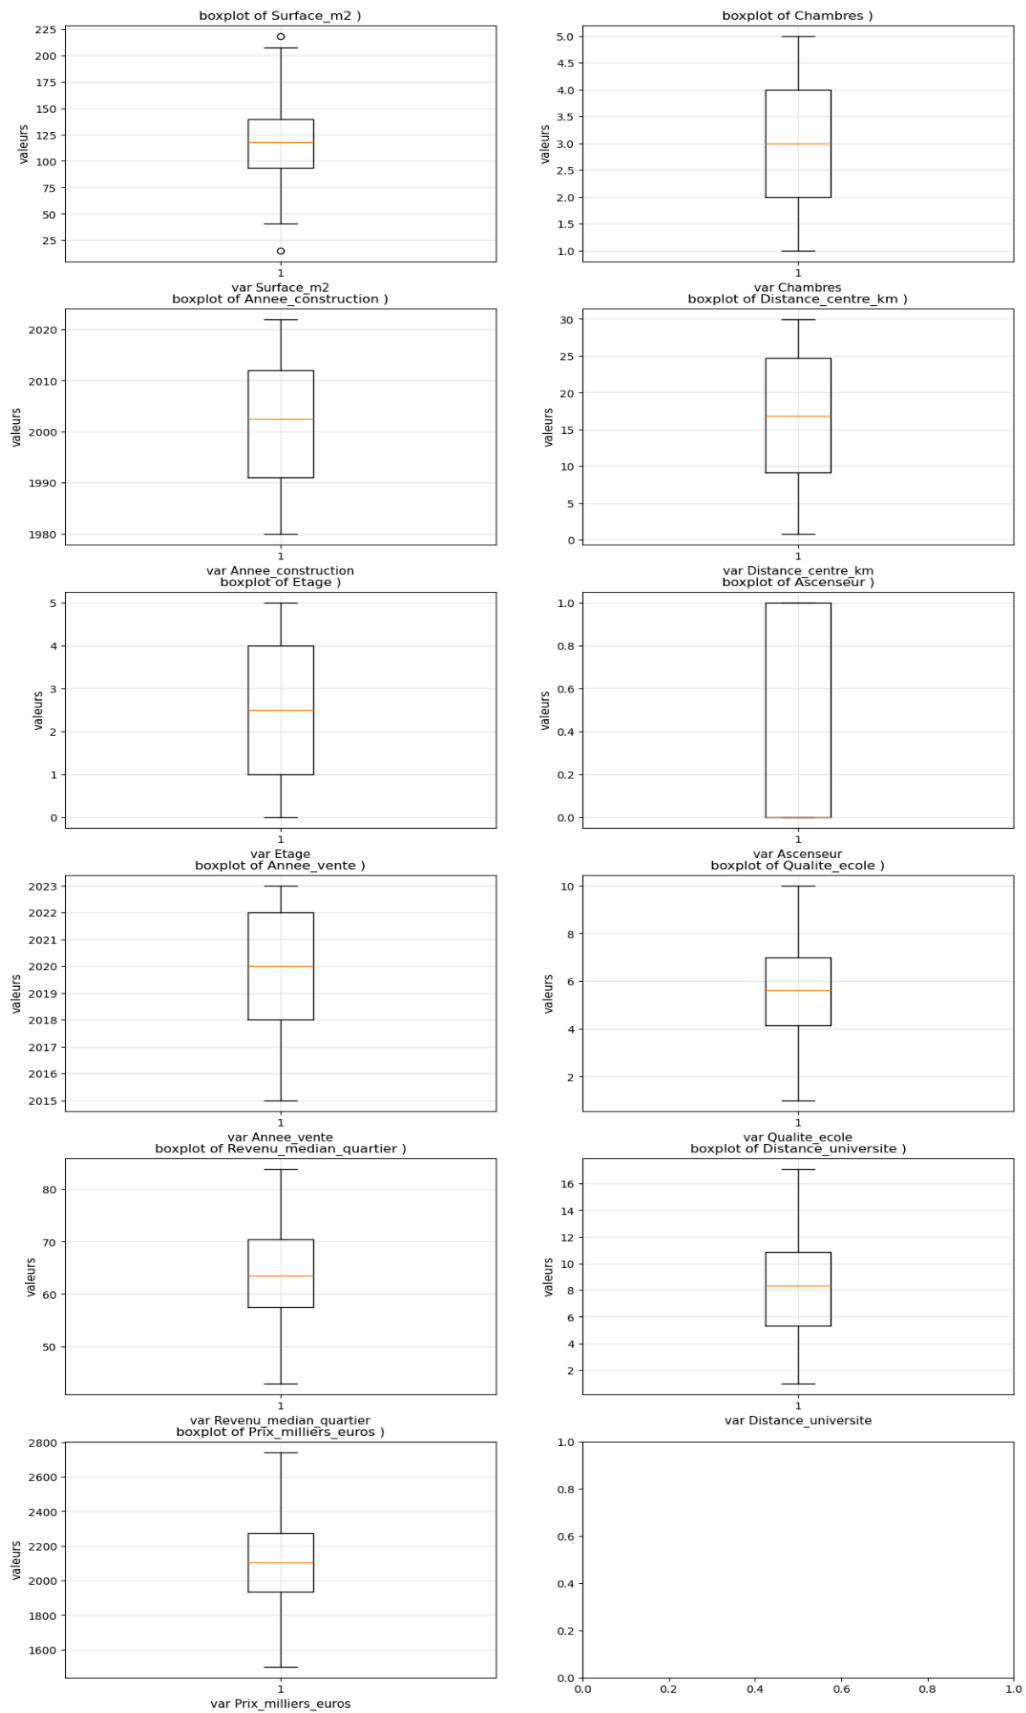 boxplot of Surface_m2 )
225
200
175
150
125
100
75
50
25
valeurs
1
var Surface_m2
boxplot of Chambres )
5.0
4.5
4.0
3.5
3.0
2.5
2.0
1.5
1.0
valeurs
1
var Chambres
boxplot of Annee_construction )
2020
2010
2000
1990
1980
valeurs
1
var Annee_construction
boxplot of Distance_centre_km )
30
25
20
15
10
5
0
valeurs
1
var Distance_centre_km
boxplot of Etage )
5
4
3
2
1
0
valeurs
1
var Etage
boxplot of Ascenseur )
1.0
0.8
0.6
0.4
0.2
0.0
valeurs
1
var Ascenseur
boxplot of Annee_vente )
2023
2022
2021
2020
2019
2018
2017
2016
2015
valeurs
1
var Annee_vente
boxplot of Qualite_ecole )
10
8
6
4
2
valeurs
1
var Qualite_ecole
boxplot of Revenu_median_quartier )
80
70
60
50
valeurs
1
var Revenu_median_quartier
boxplot of Distance_universite )
16
14
12
10
8
6
4
2
valeurs
1
var Distance_universite
boxplot of Prix_milliers_euros )
2800
2600
2400
2200
2000
1800
1600
valeurs
1
var Prix_milliers_euros
1.0
0.8
0.6
0.4
0.2
0.0
0.0 0.2 0.4 0.6 0.8 1.0